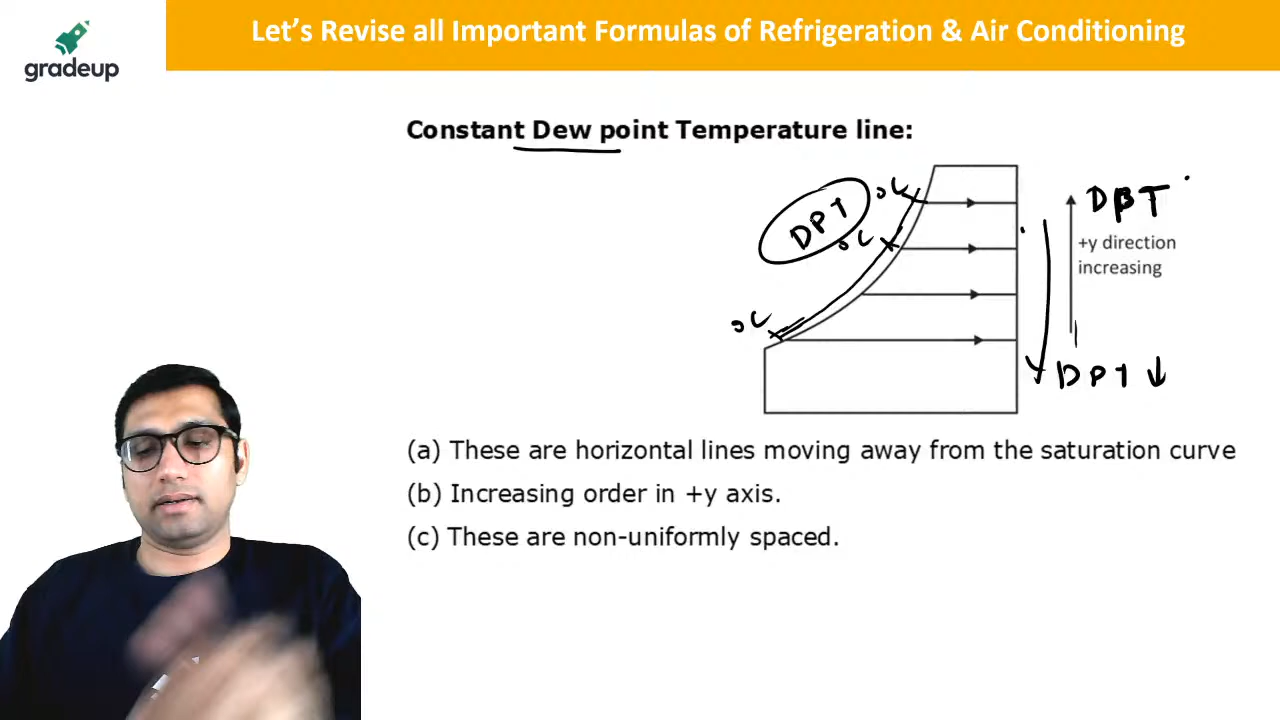 Let's Revise all Important Formulas of Refrigeration & Air Conditioning
gradeup
Constant Dew point Temperature line:
°C
DPT
°C
°C
DBT
+y direction
increasing
DPT ↓
(a) These are horizontal lines moving away from the saturation curve
(b) Increasing order in +y axis.
(c) These are non-uniformly spaced.